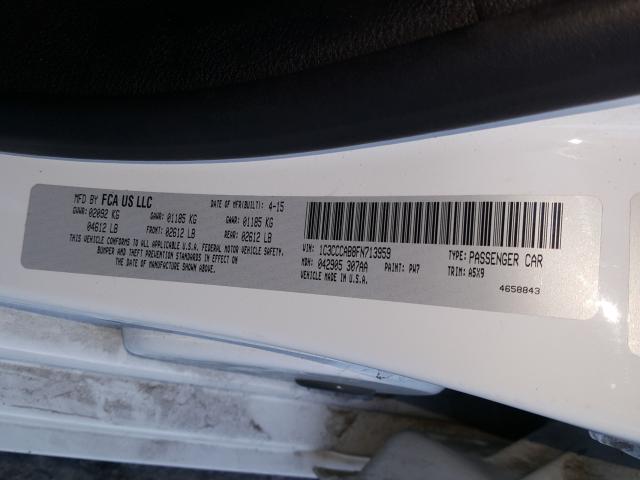 MFD BY FCA US LLC DATE OF MFR(BUILT): 4-15
GVWR: 02092 KG GAWR: 01185 KG GAWR: 01185 KG
04612 LB FRONT: 02612 LB REAR: 02612 LB
THIS VEHICLE CONFORMS TO ALL APPLICABLE U.S.A. FEDERAL MOTOR VEHICLE SAFETY,
BUMPER AND THEFT PREVENTION STANDARDS IN EFFECT ON
THE DATE OF MANUFACTURE SHOWN ABOVE.
VIN: 1C3CCCAB8FN713959 TYPE: PASSENGER CAR
MDH: 042905 307AA PAINT: PW7 TRIM: A5X9
VEHICLE MADE IN U.S.A.
4658843